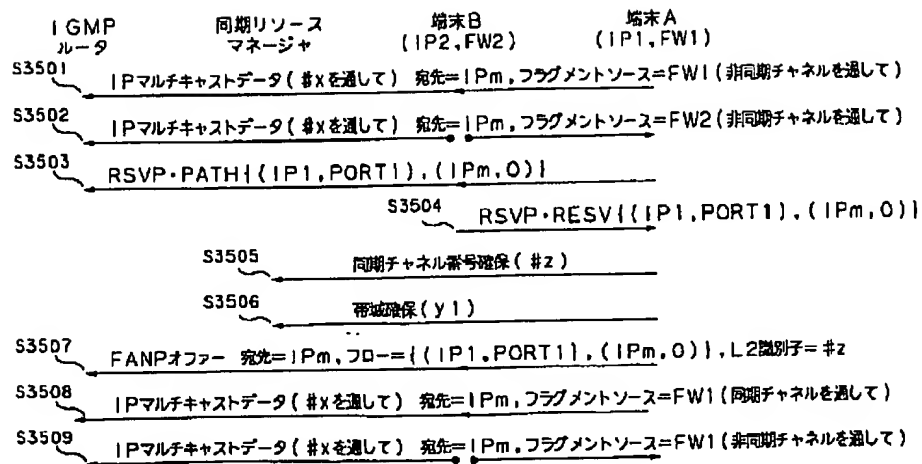 IGMP
ルータ
同期リソース
マネージャ
端末B
(IP2,FW2)
端末A
(IP1,FW1)
S3501
IPマルチキャストデータ(#xを通して) 宛先=IPm,フラグメントソース=FW1(非同期チャネルを通して)
S3502
IPマルチキャストデータ(#xを通して) 宛先=IPm,フラグメントソース=FW2(非同期チャネルを通して)
S3503
RSVP・PATH{(IP1,PORT1),(IPm,0)}
S3504
RSVP・RESV{(IP1,PORT1),(IPm,0)}
S3505
同期チャネル番号確保(#z)
S3506
帯域確保(y1)
S3507
FANPオファー 宛先=IPm,フロー={(IP1,PORT1),(IPm,0)},L2識別子=#z
S3508
IPマルチキャストデータ(#xを通して) 宛先=IPm,フラグメントソース=FW1(同期チャネルを通して)
S3509
IPマルチキャストデータ(#xを通して) 宛先=IPm,フラグメントソース=FW1(非同期チャネルを通して)